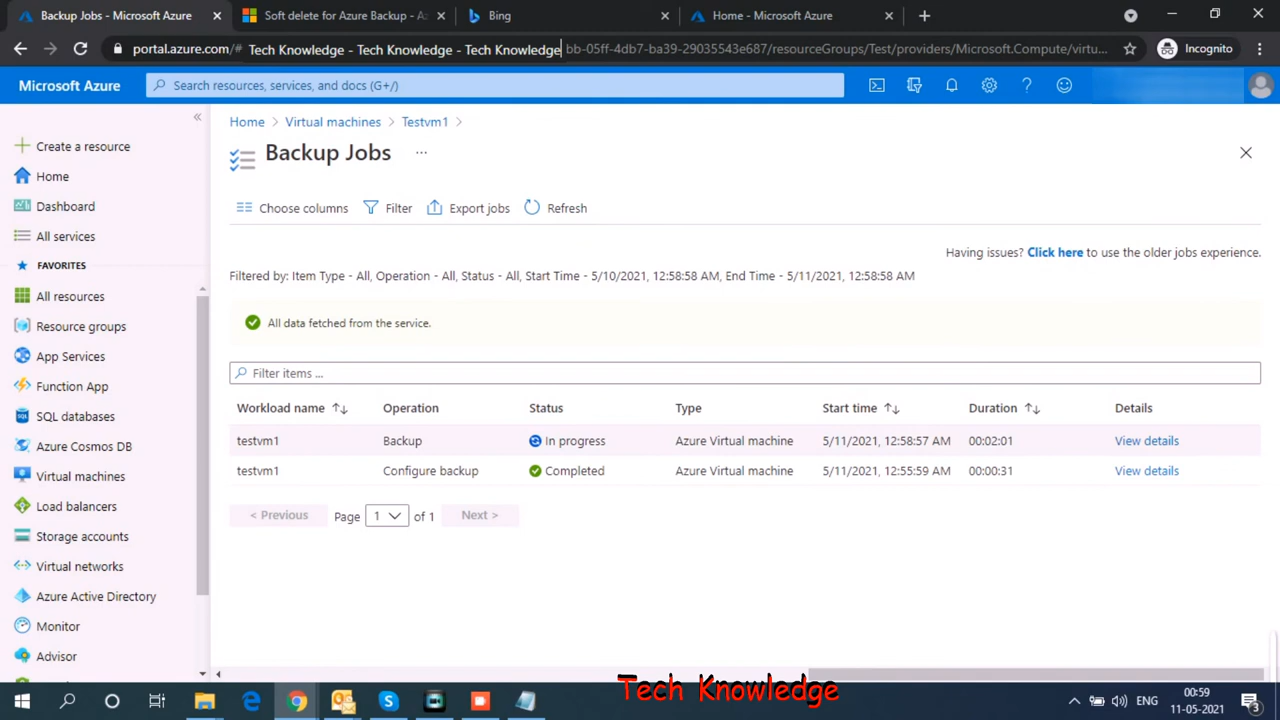 Backup Jobs - Microsoft Azure
Soft delete for Azure Backup - A
Bing
Home - Microsoft Azure
portal.azure.com/# Tech Knowledge - Tech Knowledge - Tech Knowledge bb-05ff-4db7-ba39-29035543e687/resourceGroups/Test/providers/Microsoft.Compute/virtu...
Incognito
Microsoft Azure
Search resources, services, and docs (G+/)
Create a resource
Home
Dashboard
All services
FAVORITES
All resources
Resource groups
App Services
Function App
SQL databases
Azure Cosmos DB
Virtual machines
Load balancers
Storage accounts
Virtual networks
Azure Active Directory
Monitor
Advisor
Home > Virtual machines > Testvm1 >
Backup Jobs ...
Choose columns Filter Export jobs Refresh
Having issues? Click here to use the older jobs experience.
Filtered by: Item Type - All, Operation - All, Status - All, Start Time - 5/10/2021, 12:58:58 AM, End Time - 5/11/2021, 12:58:58 AM
All data fetched from the service.
Filter items ...
Workload name Operation Status Type Start time Duration Details
testvm1 Backup In progress Azure Virtual machine 5/11/2021, 12:58:57 AM 00:02:01 View details
testvm1 Configure backup Completed Azure Virtual machine 5/11/2021, 12:55:59 AM 00:00:31 View details
< Previous Page 1 of 1 Next >
Tech Knowledge
ENG
00:59
11-05-2021
3